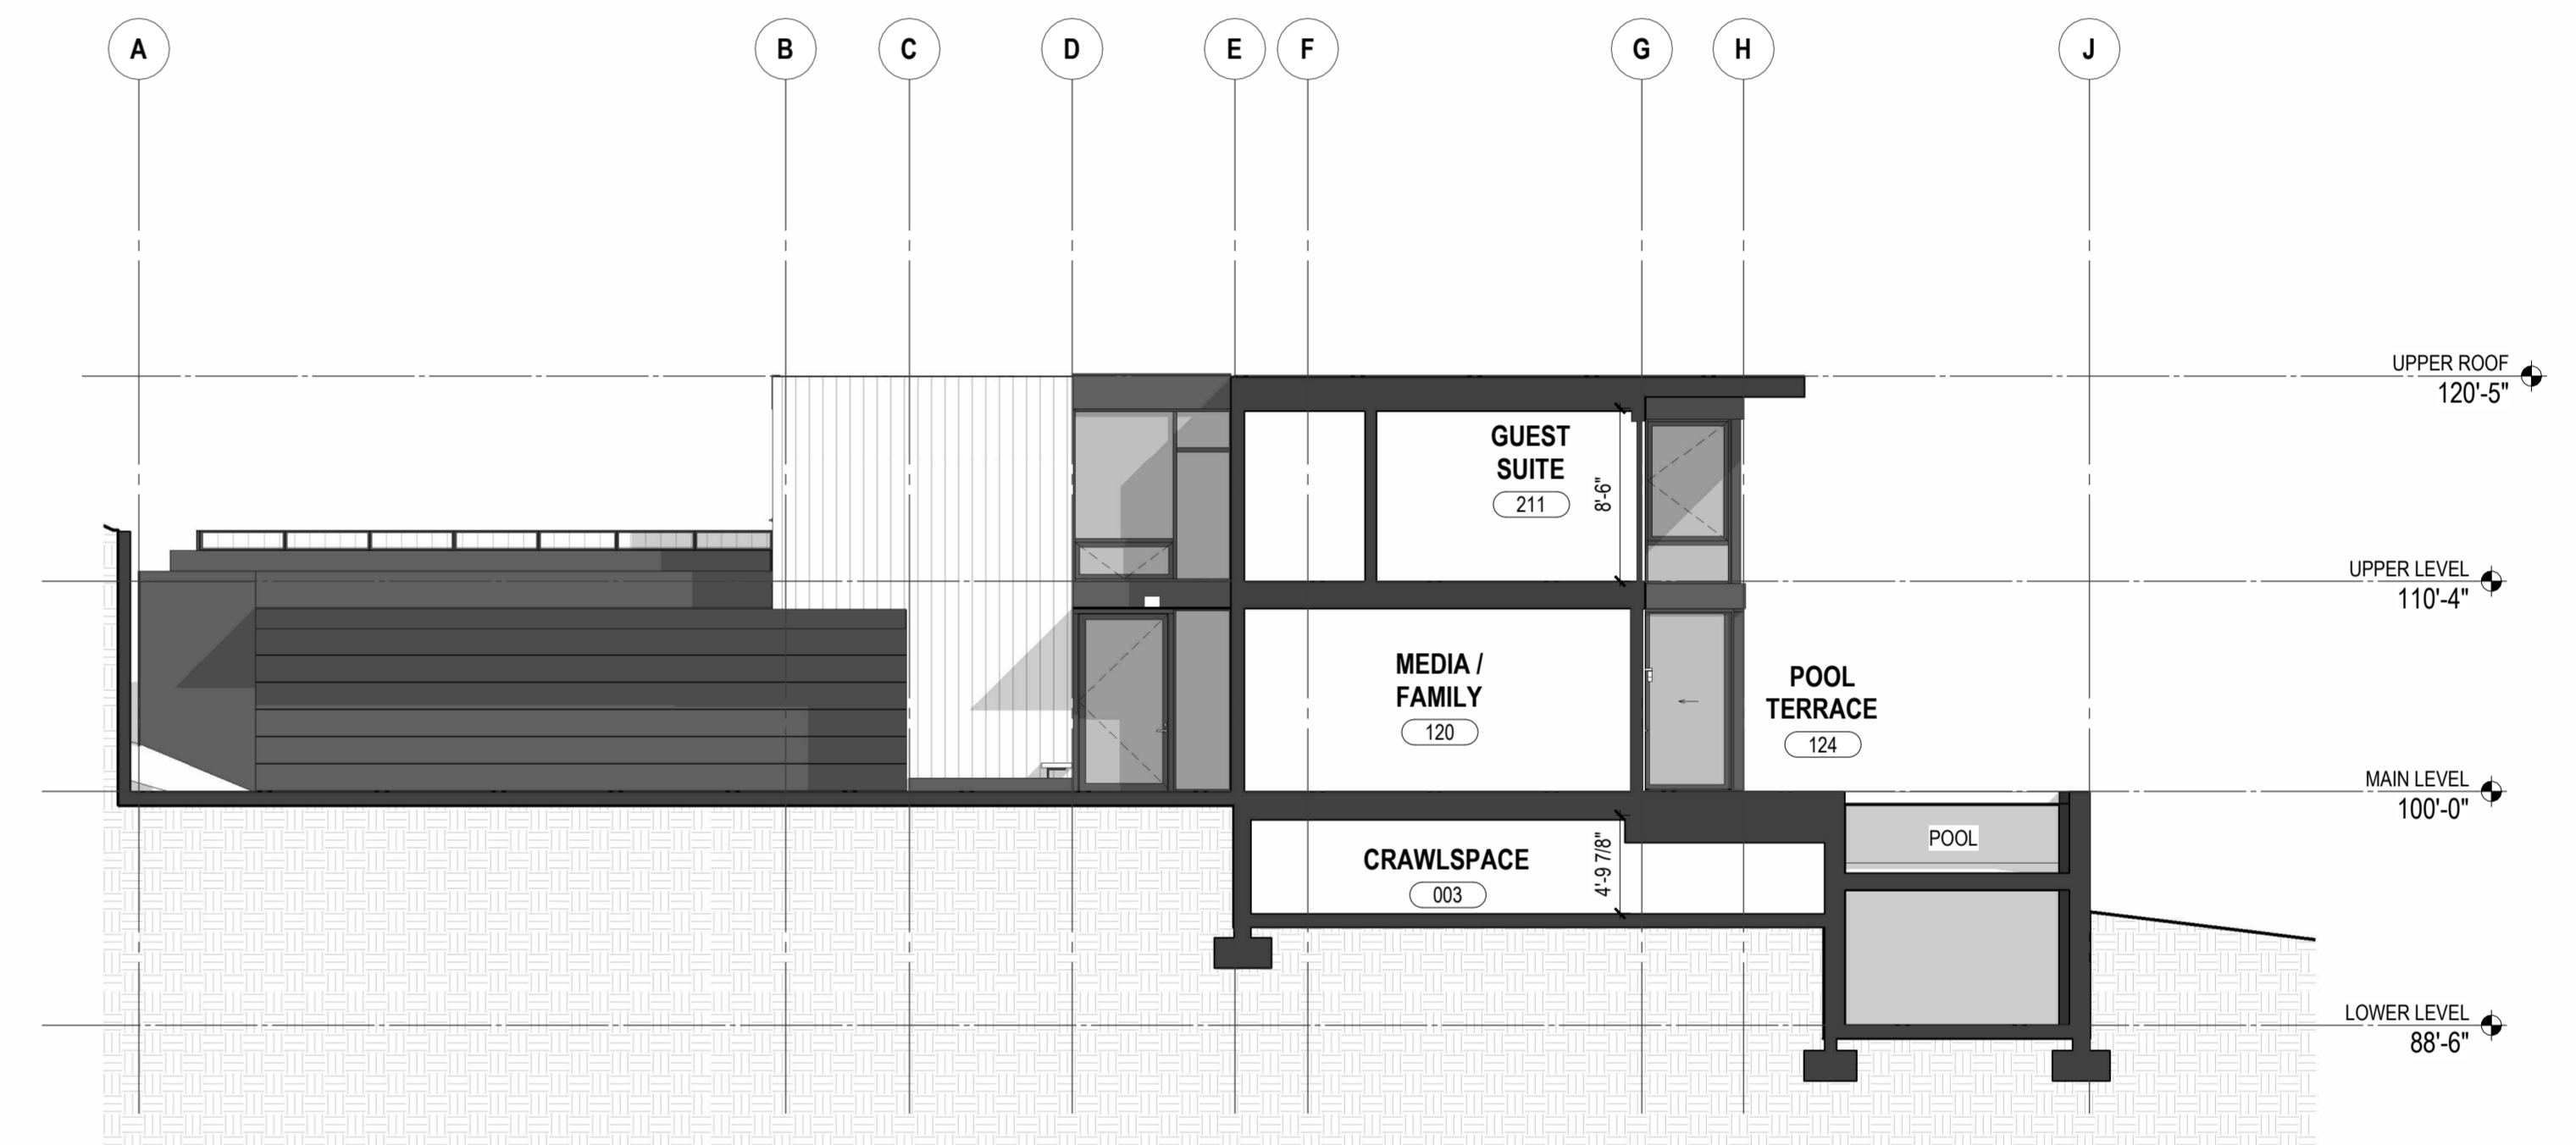 A
B
C
D
E
F
G
H
J
UPPER ROOF
120'-5"
GUEST
SUITE
211
8'-6"
UPPER LEVEL
110'-4"
MEDIA /
FAMILY
120
POOL
TERRACE
124
MAIN LEVEL
100'-0"
POOL
CRAWLSPACE
003
4'-9 7/8"
LOWER LEVEL
88'-6"